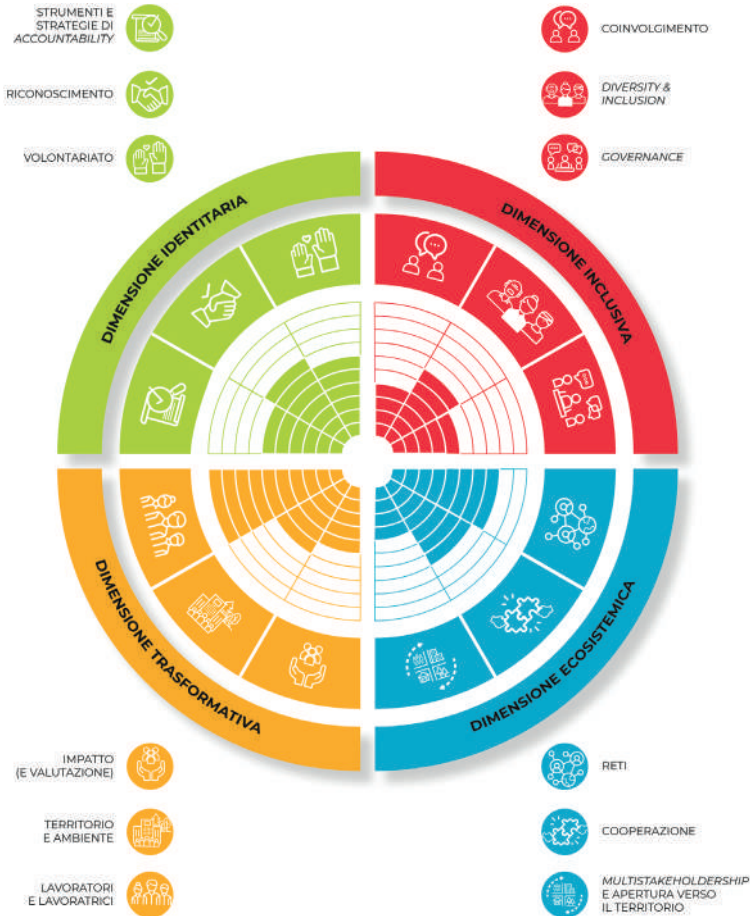 STRUMENTI E
STRATEGIE DI
ACCOUNTABILITY
RICONOSCIMENTO
VOLONTARIATO
COINVOLGIMENTO
DIVERSITY &
INCLUSION
GOVERNANCE
DIMENSIONE IDENTITARIA
DIMENSIONE INCLUSIVA
DIMENSIONE TRASFORMATIVA
DIMENSIONE ECOSISTEMICA
IMPATTO
(E VALUTAZIONE)
TERRITORIO
E AMBIENTE
LAVORATORI
E LAVORATRICI
RETI
COOPERAZIONE
MULTISTAKEHOLDERSHIP
E APERTURA VERSO
IL TERRITORIO